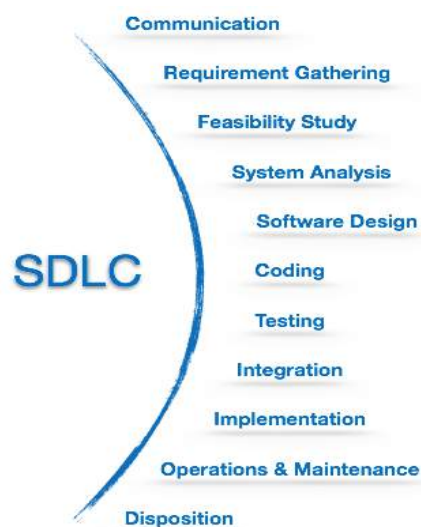 Communication
Requirement Gathering
Feasibility Study
System Analysis
Software Design
SDLC
Coding
Testing
Integration
Implementation
Operations & Maintenance
Disposition